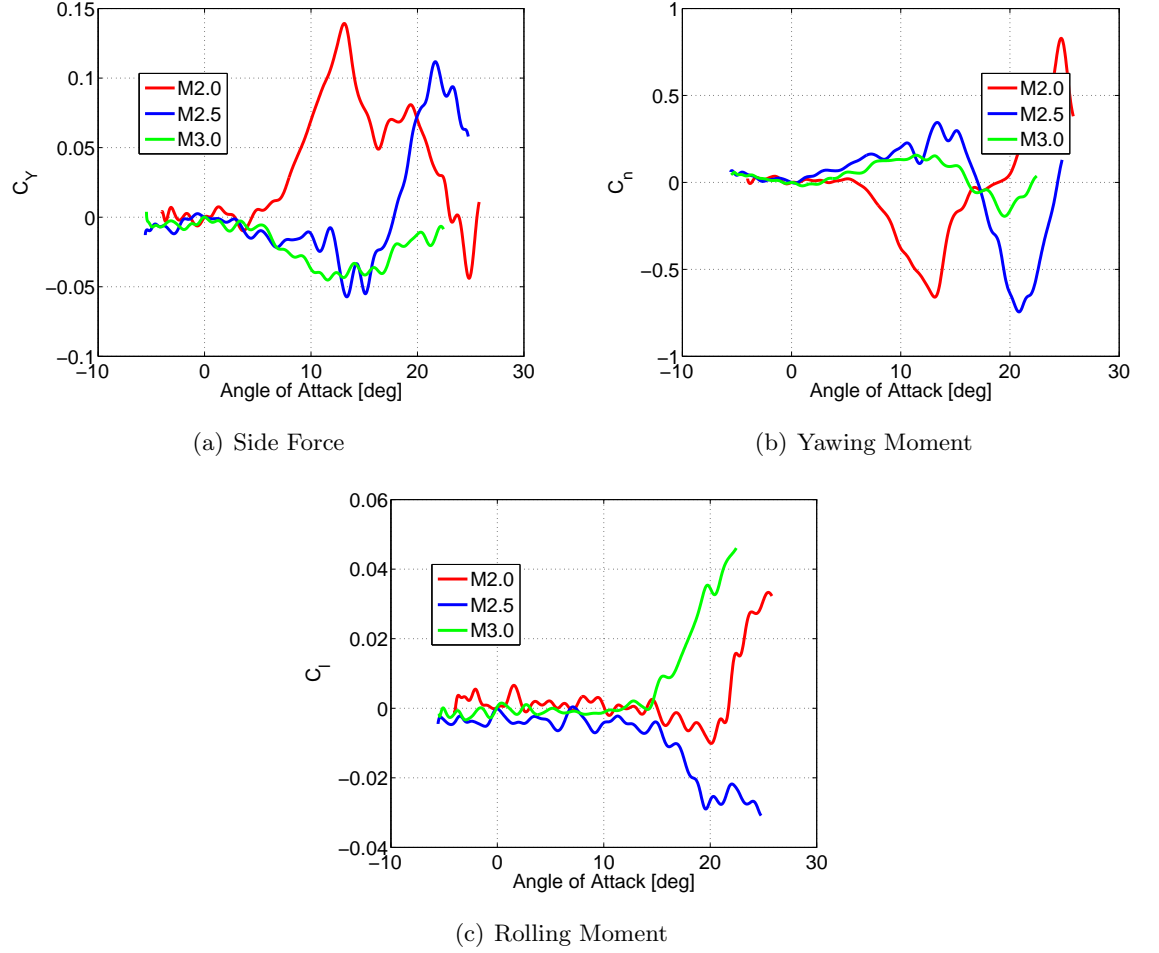 0.15
0.1
0.05
0
−0.05
−0.1
C_Y
M2.0
M2.5
M3.0
−10 0 10 20 30
Angle of Attack [deg]
(a) Side Force
1
0.5
0
−0.5
−1
C_n
M2.0
M2.5
M3.0
−10 0 10 20 30
Angle of Attack [deg]
(b) Yawing Moment
0.06
0.04
0.02
0
−0.02
−0.04
C_l
M2.0
M2.5
M3.0
−10 0 10 20 30
Angle of Attack [deg]
(c) Rolling Moment